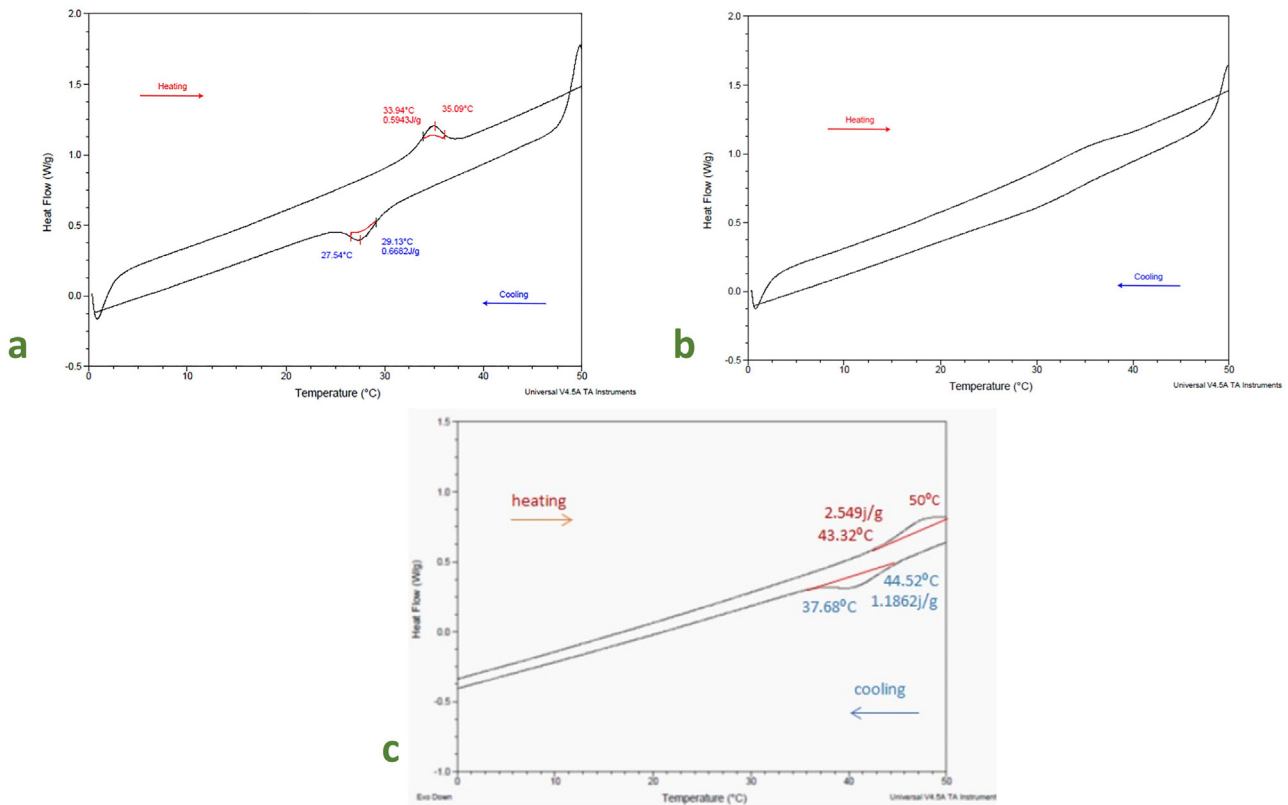 2.0
1.5
1.0
0.5
0.0
-0.5
Heat Flow (W/g)
Heating
33.94°C
0.5943J/g
35.09°C
27.54°C
29.13°C
0.6682J/g
Cooling
0
10
20
30
40
50
Temperature (°C)
Universal V4.5A TA Instruments
a
2.0
1.5
1.0
0.5
0.0
-0.5
Heat Flow (W/g)
Heating
Cooling
0
10
20
30
40
50
Temperature (°C)
Universal V4.5A TA Instruments
b
1.5
1.0
0.5
0.0
-0.5
-1.0
Heat Flow (W/g)
heating
50⁰C
2.549j/g
43.32⁰C
44.52⁰C
1.1862j/g
37.68⁰C
cooling
0
10
20
30
40
50
Exo Down
Temperature (°C)
Universal V4.5A TA Instrument
c